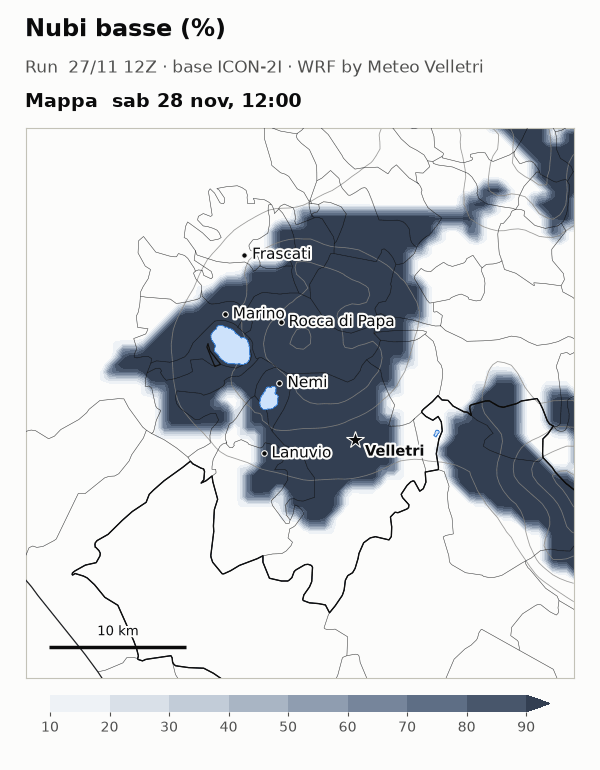 Nubi basse (%)
Run  27/11 12Z · base ICON-2I · WRF by Meteo Velletri
Mappa  sab 28 nov, 12:00
Frascati
Marino
Rocca di Papa
Nemi
Velletri
Lanuvio
10 km
10 20 30 40 50 60 70 80 90